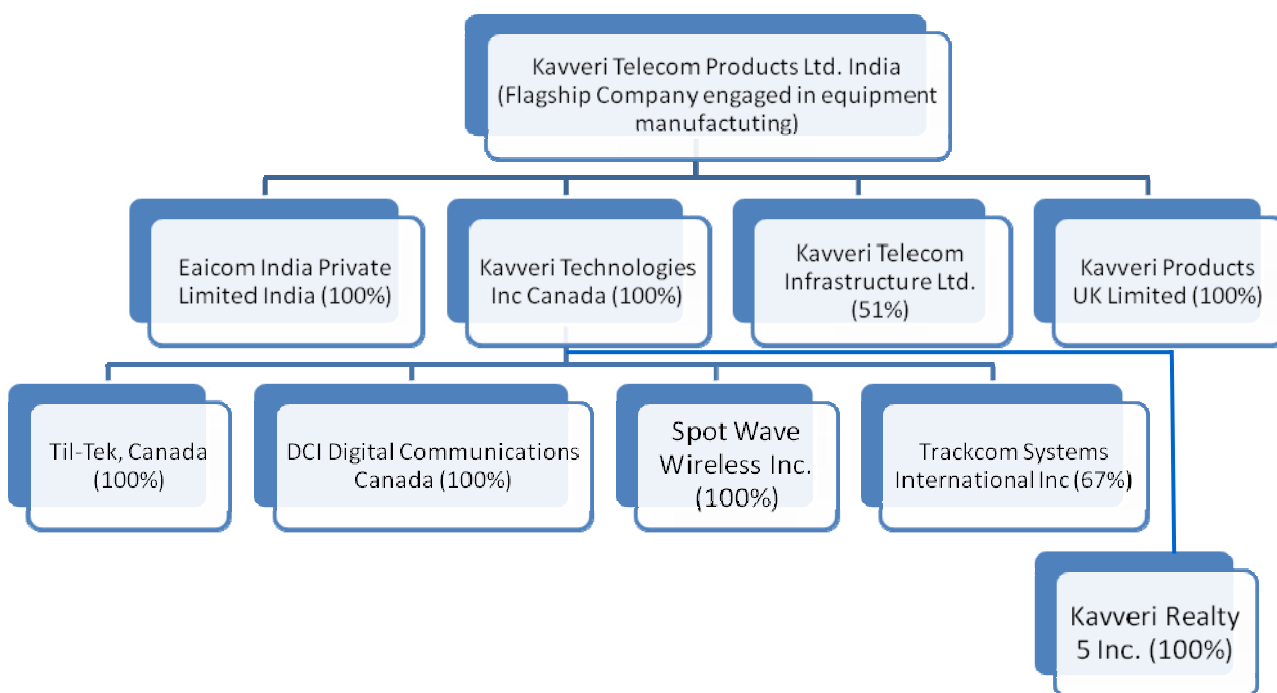 Kavveri Telecom Products Ltd. India
(Flagship Company engaged in equipment
manufactuting)
Eaicom India Private
Limited India (100%)
Kavveri Technologies
Inc Canada (100%)
Kavveri Telecom
Infrastructure Ltd.
(51%)
Kavveri Products
UK Limited (100%)
Til-Tek, Canada
(100%)
DCI Digital Communications
Canada (100%)
Spot Wave
Wireless Inc.
(100%)
Trackcom Systems
International Inc (67%)
Kavveri Realty
5 Inc. (100%)